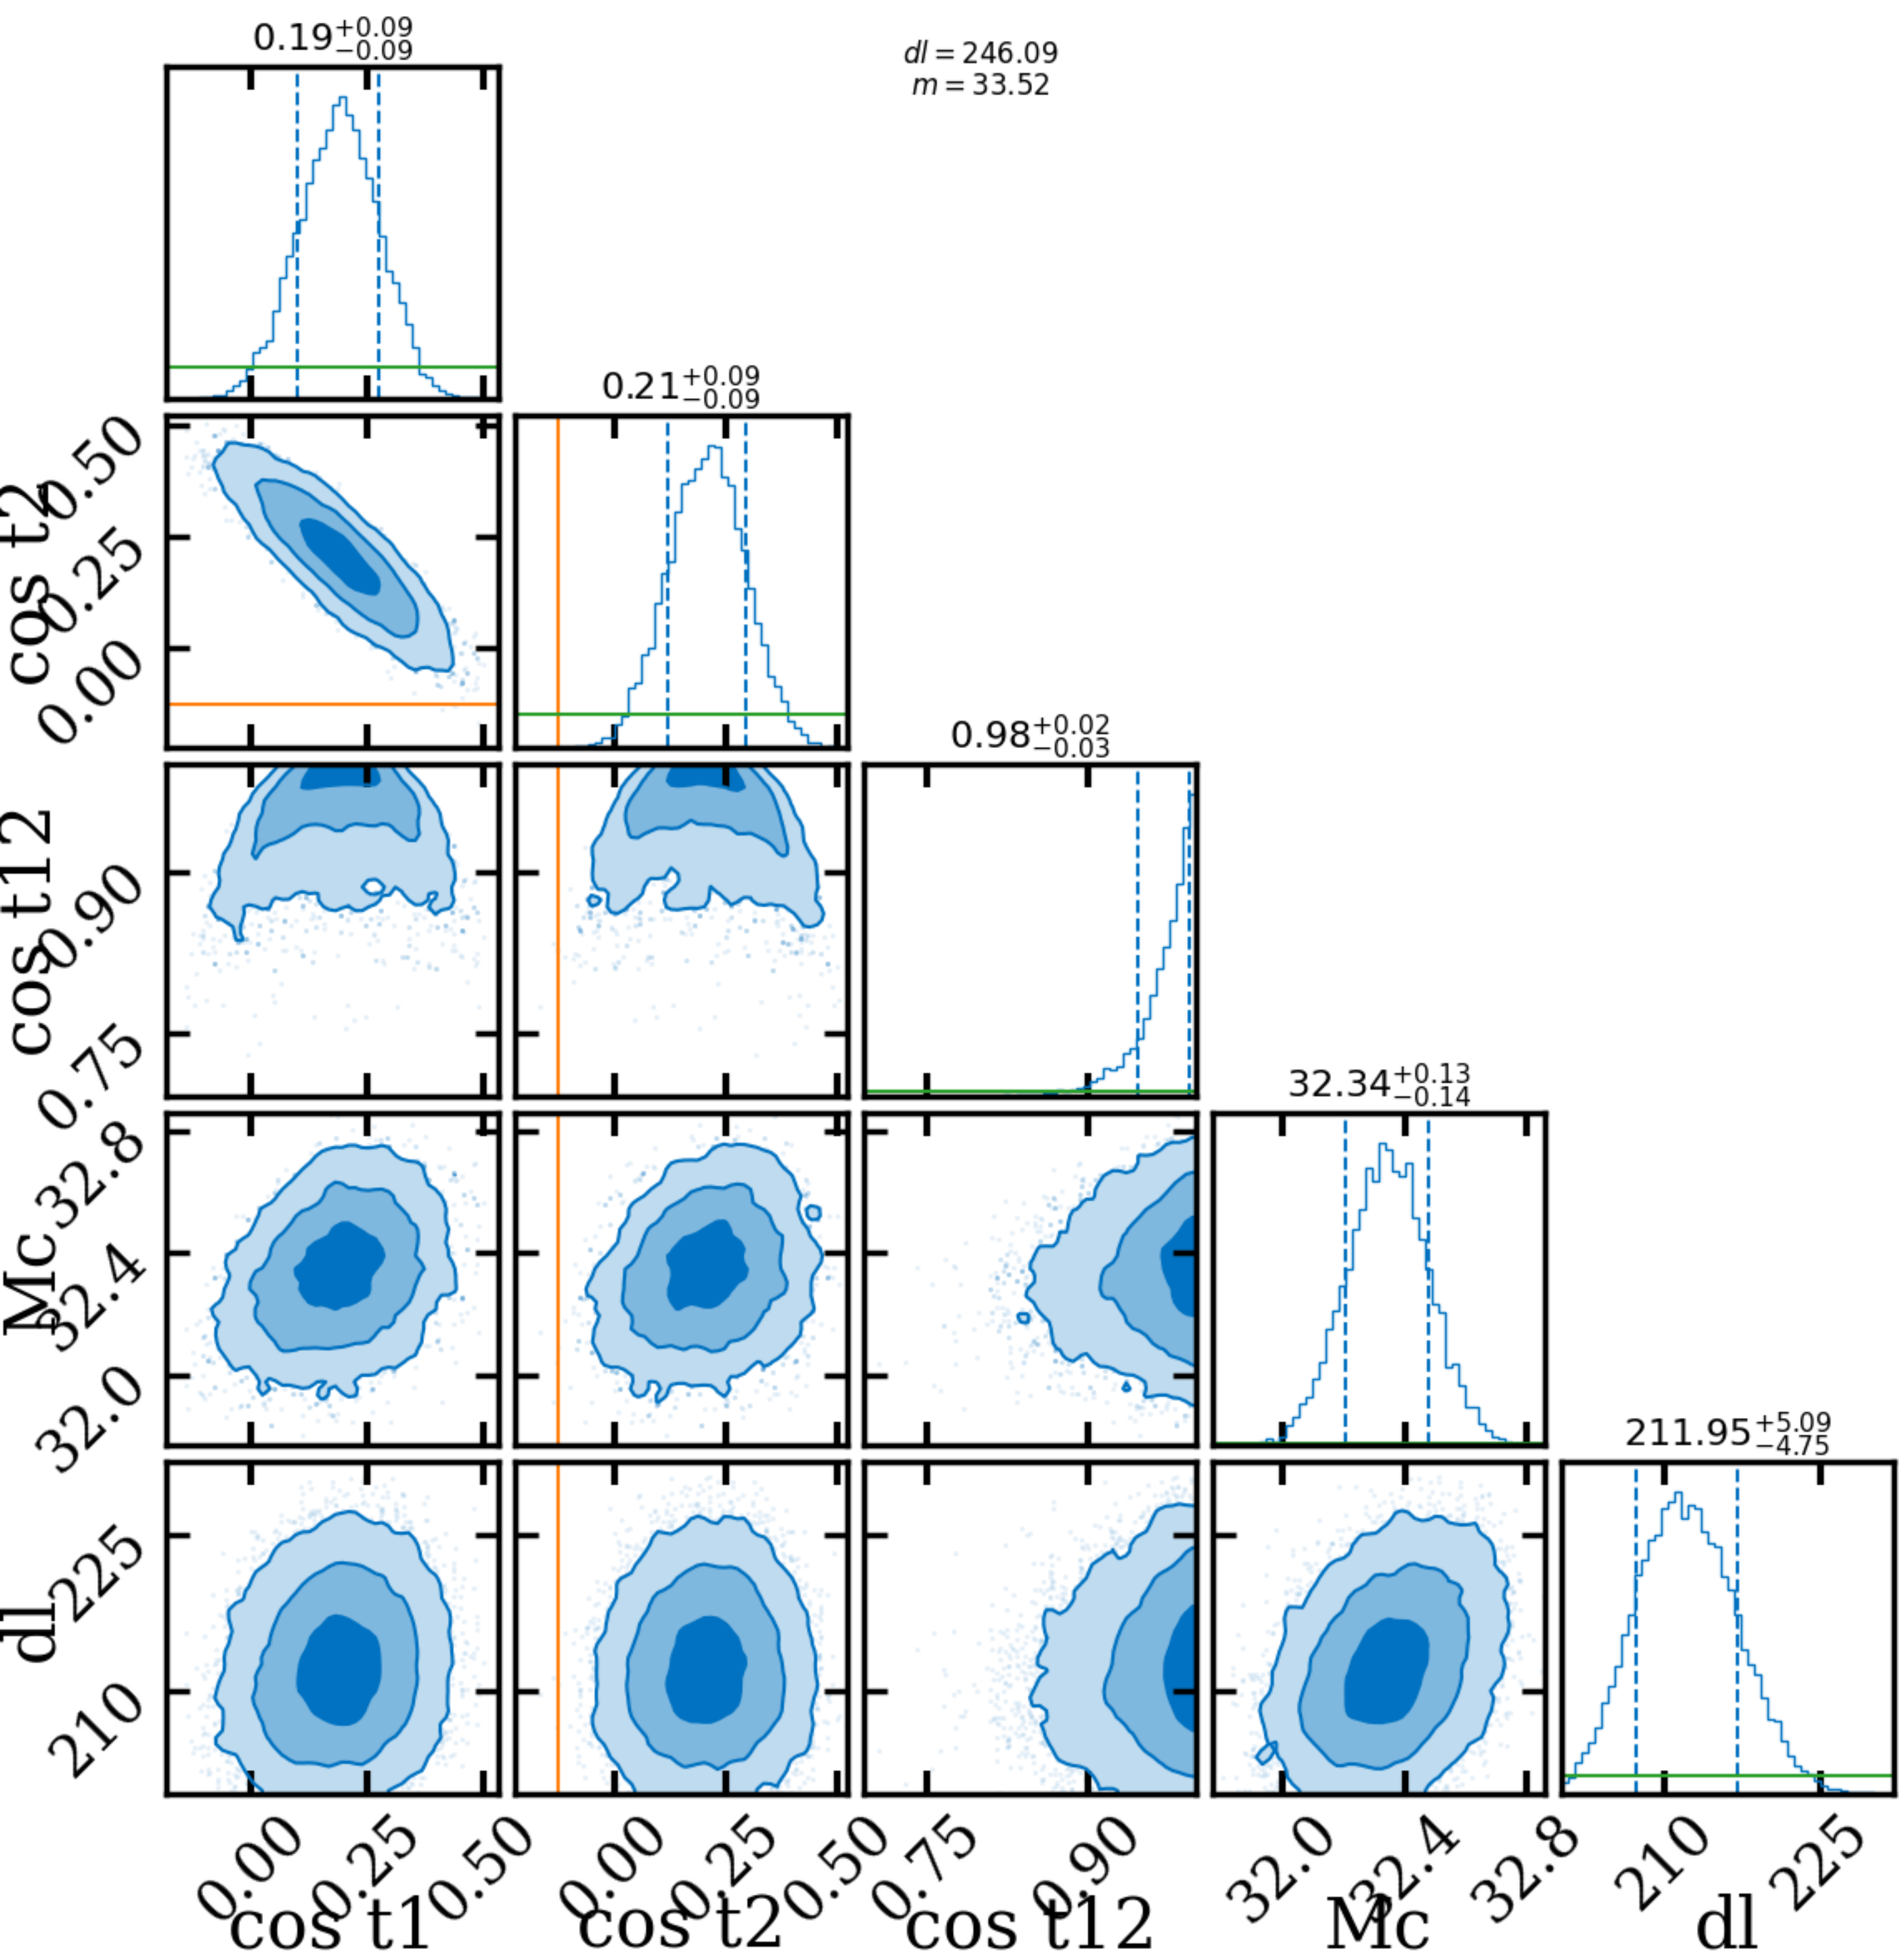 0.19+0.09−0.09
dl = 246.09
m = 33.52
0.21+0.09−0.09
0.50
0.25
0.00
cos t2
0.98+0.02−0.03
0.90
0.75
cos t12
32.34+0.13−0.14
32.8
32.4
32.0
Mc
211.95+5.09−4.75
225
210
dl
0.00 0.25 0.50 0.00 0.25 0.50 0.75 0.90 32.0 32.4 32.8 210 225
cos t1 cos t2 cos t12 Mc dl